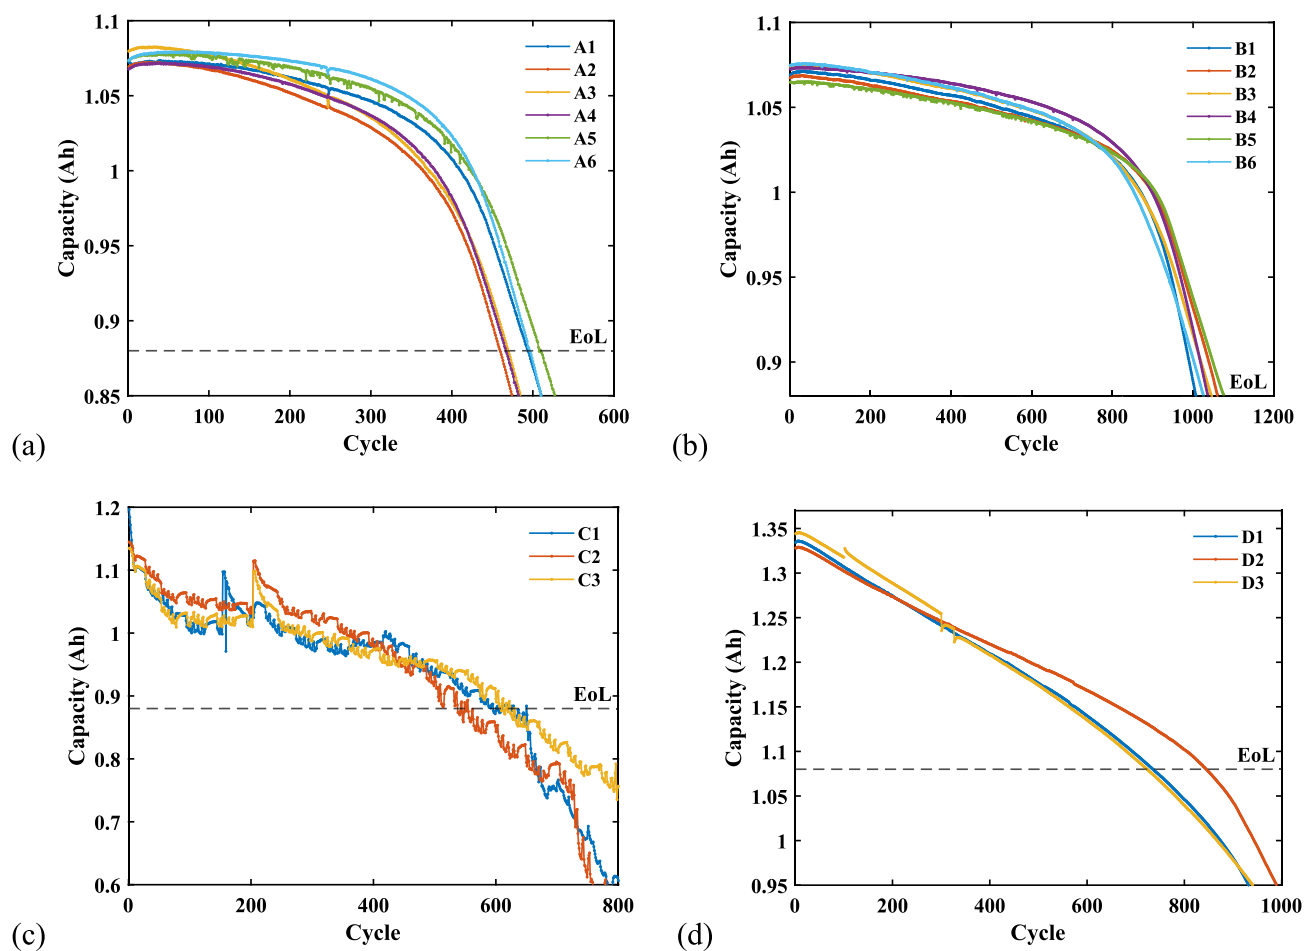 1.1
1.05
1
0.95
0.9
0.85
Capacity (Ah)
A1
A2
A3
A4
A5
A6
EoL
0 100 200 300 400 500 600
Cycle
(a)
1.1
1.05
1
0.95
0.9
Capacity (Ah)
B1
B2
B3
B4
B5
B6
EoL
0 200 400 600 800 1000 1200
Cycle
(b)
1.2
1.1
1
0.9
0.8
0.7
0.6
Capacity (Ah)
C1
C2
C3
EoL
0 200 400 600 800
Cycle
(c)
1.35
1.3
1.25
1.2
1.15
1.1
1.05
1
0.95
Capacity (Ah)
D1
D2
D3
EoL
0 200 400 600 800 1000
Cycle
(d)